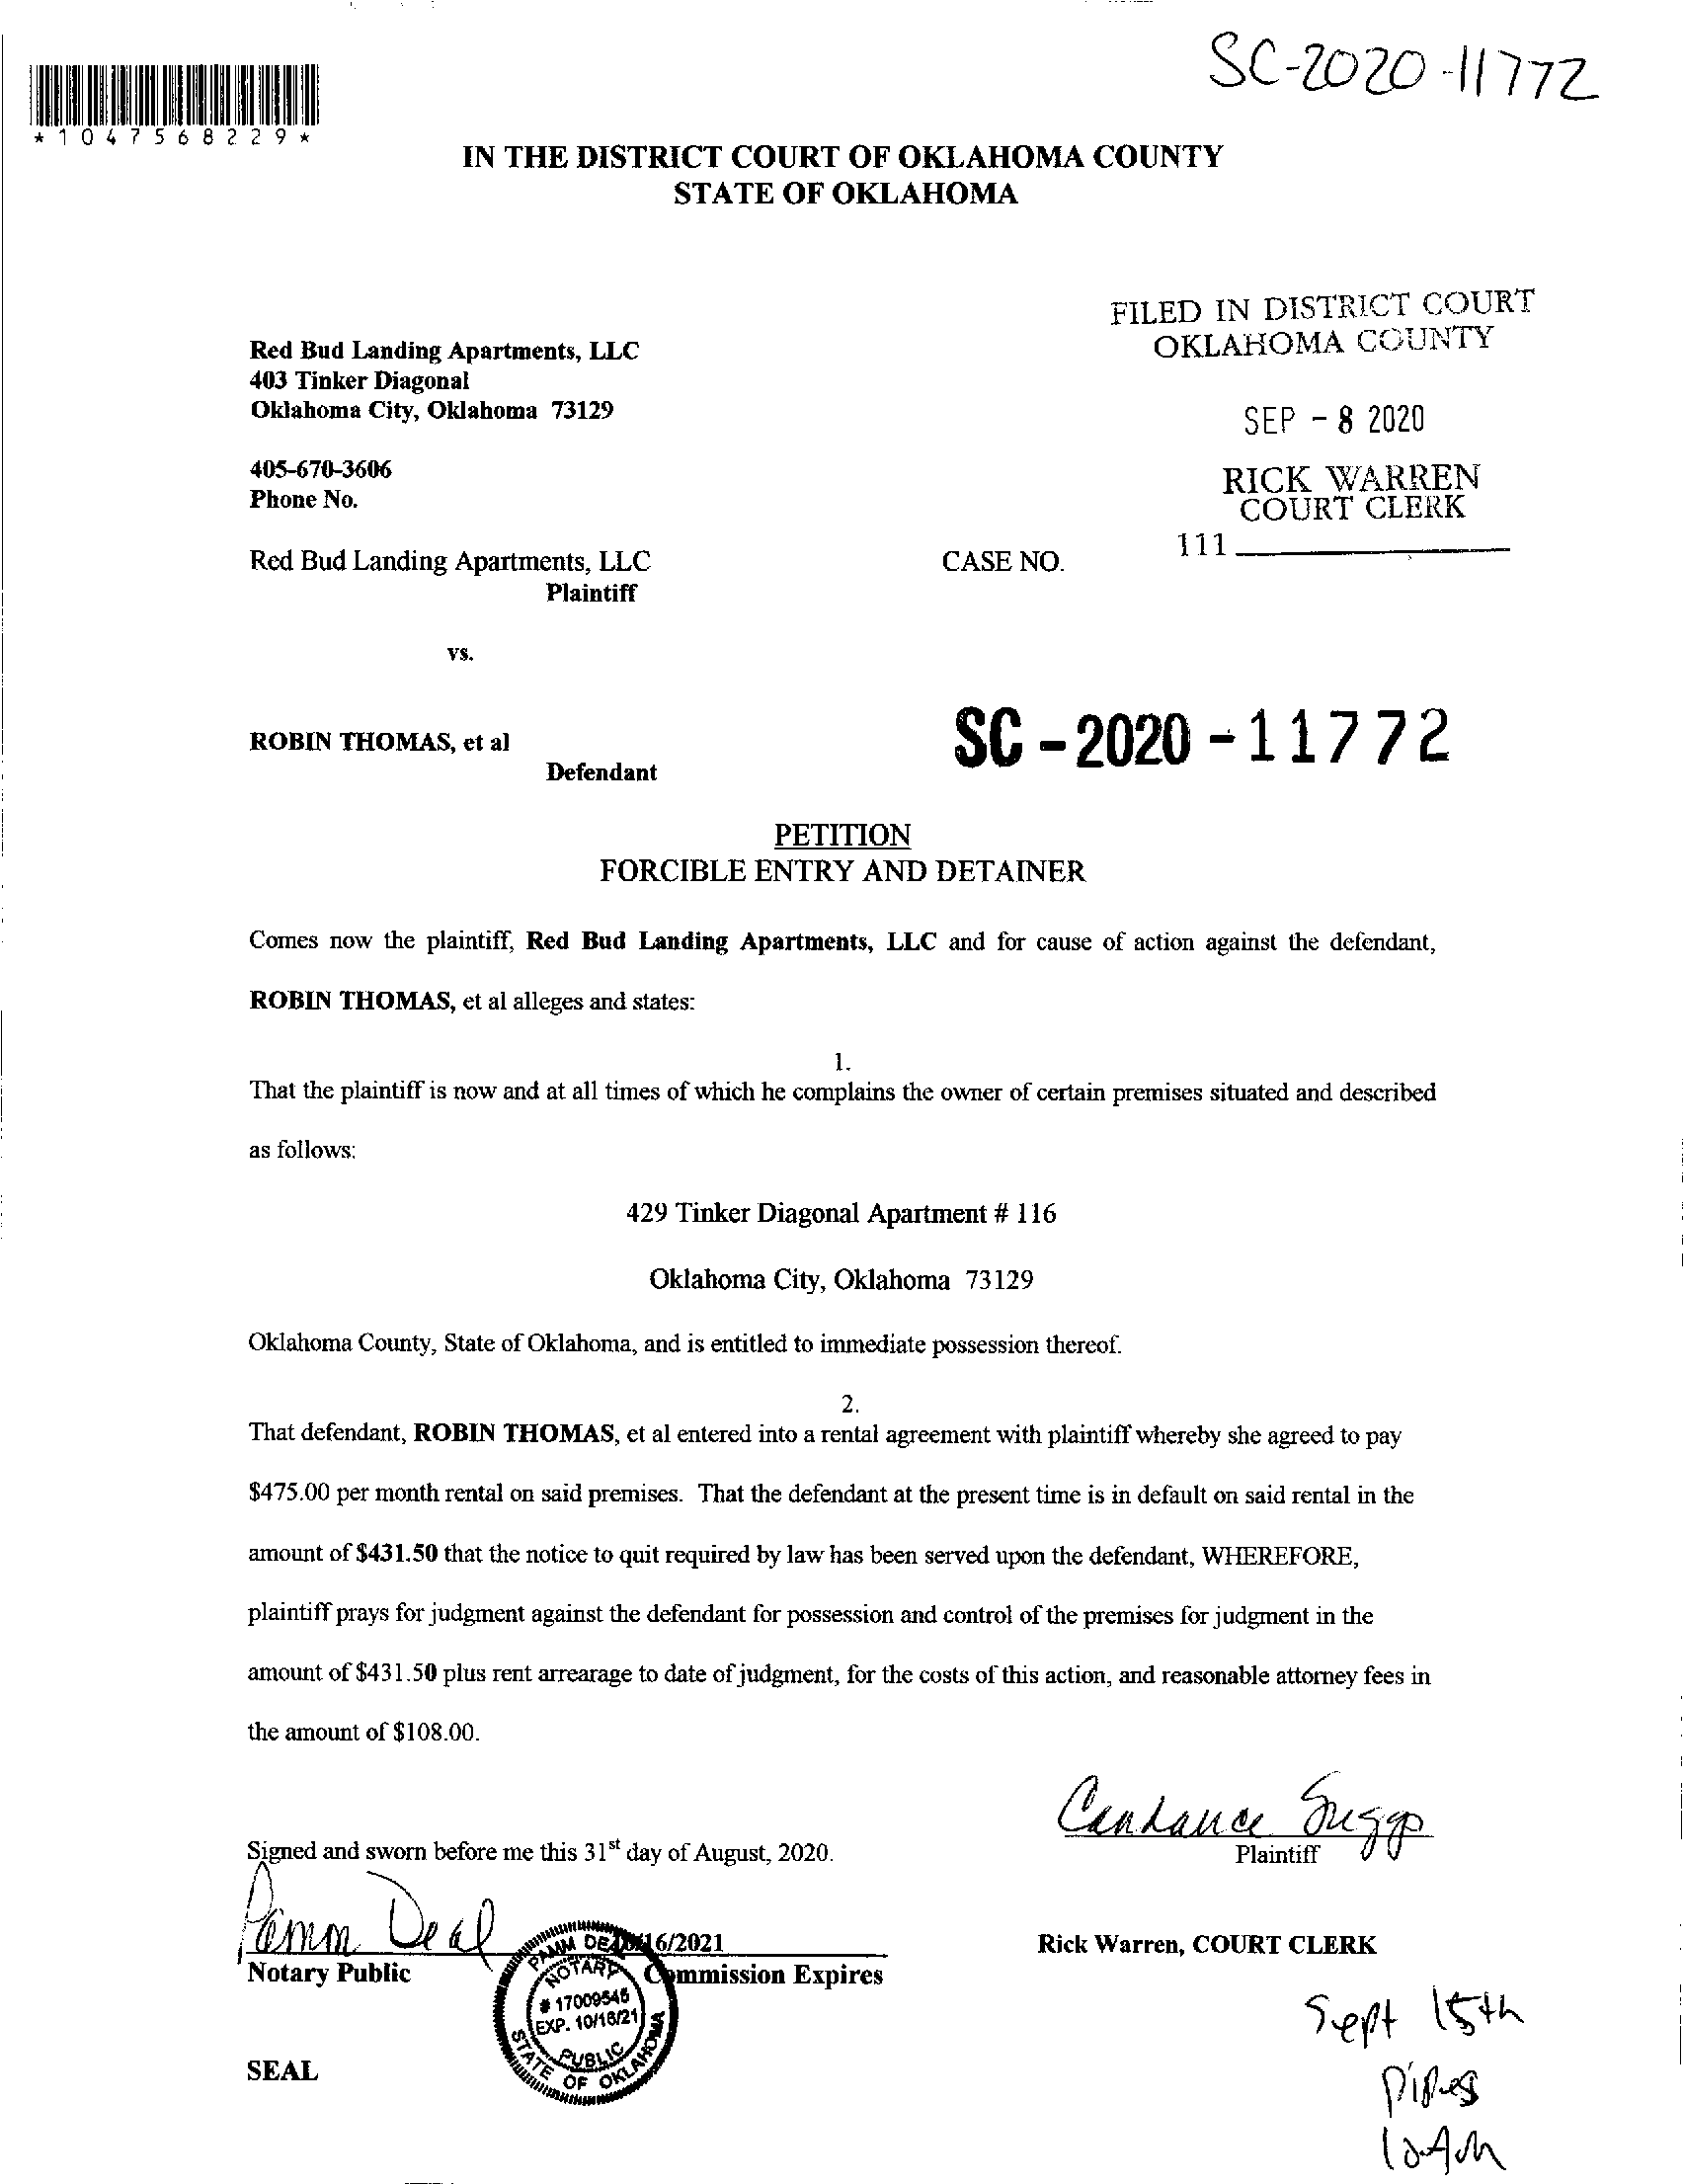 SC-2020-11772
*1047568229*
IN THE DISTRICT COURT OF OKLAHOMA COUNTY
STATE OF OKLAHOMA
FILED IN DISTRICT COURT
OKLAHOMA COUNTY
Red Bud Landing Apartments, LLC
403 Tinker Diagonal
Oklahoma City, Oklahoma 73129
SEP - 8 2020
405-670-3606
Phone No.
RICK WARREN
COURT CLERK
111
Red Bud Landing Apartments, LLC CASE NO.
Plaintiff
vs.
ROBIN THOMAS, et al
Defendant
SC - 2020 - 11772
PETITION
FORCIBLE ENTRY AND DETAINER
Comes now the plaintiff, Red Bud Landing Apartments, LLC and for cause of action against the defendant,
ROBIN THOMAS, et al alleges and states:
1.
That the plaintiff is now and at all times of which he complains the owner of certain premises situated and described
as follows:
429 Tinker Diagonal Apartment # 116
Oklahoma City, Oklahoma 73129
Oklahoma County, State of Oklahoma, and is entitled to immediate possession thereof.
2.
That defendant, ROBIN THOMAS, et al entered into a rental agreement with plaintiff whereby she agreed to pay
$475.00 per month rental on said premises. That the defendant at the present time is in default on said rental in the
amount of $431.50 that the notice to quit required by law has been served upon the defendant, WHEREFORE,
plaintiff prays for judgment against the defendant for possession and control of the premises for judgment in the
amount of $431.50 plus rent arrearage to date of judgment, for the costs of this action, and reasonable attorney fees in
the amount of $108.00.
Candance Suggs
Plaintiff
Signed and sworn before me this 31st day of August, 2020.
Pamm Deal
16/2021
Notary Public
Commission Expires
PAMM DEAL
NOTARY
# 17009546
EXP. 10/16/21
PUBLIC
STATE OF OKLAHOMA
SEAL
Rick Warren, COURT CLERK
Sept 15th
Pipes
10AM